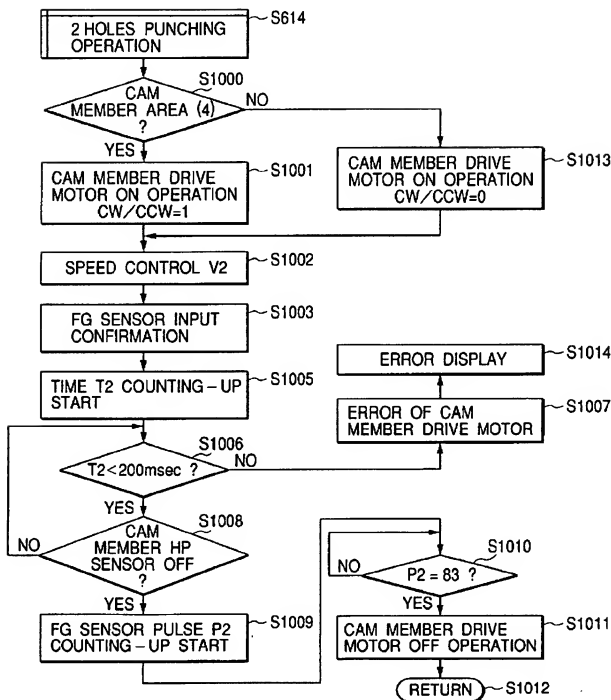 2 HOLES PUNCHING
OPERATION
S614
S1000
CAM
MEMBER AREA (4)
?
NO
YES
CAM MEMBER DRIVE
MOTOR ON OPERATION
CW/CCW=1
S1001
CAM MEMBER DRIVE
MOTOR ON OPERATION
CW/CCW=0
S1013
SPEED CONTROL V2
S1002
FG SENSOR INPUT
CONFIRMATION
S1003
TIME T2 COUNTING-UP
START
S1005
ERROR DISPLAY
S1014
ERROR OF CAM
MEMBER DRIVE MOTOR
S1007
S1006
T2<200msec ?
NO
YES
S1008
CAM
MEMBER HP
SENSOR OFF
?
NO
YES
FG SENSOR PULSE P2
COUNTING-UP START
S1009
S1010
P2 = 83 ?
NO
YES
CAM MEMBER DRIVE
MOTOR OFF OPERATION
S1011
RETURN
S1012